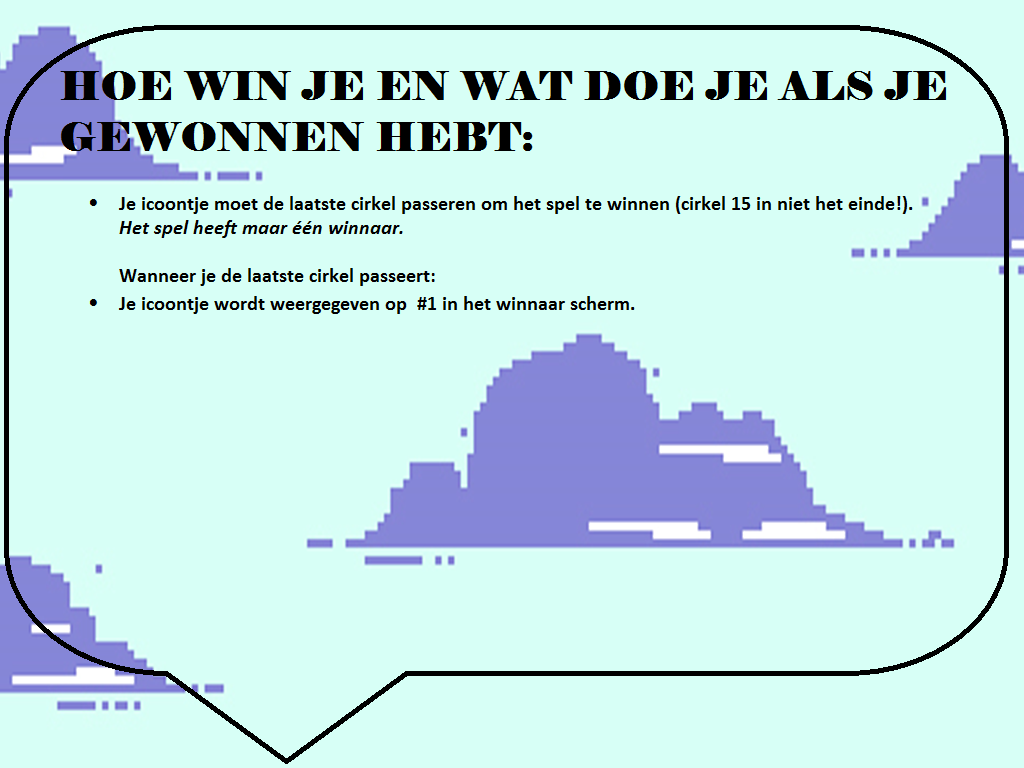 HOE WIN JE EN WAT DOE JE ALS JE
GEWONNEN HEBT:
• Je icoontje moet de laatste cirkel passeren om het spel te winnen (cirkel 15 in niet het einde!).
Het spel heeft maar één winnaar.
Wanneer je de laatste cirkel passeert:
• Je icoontje wordt weergegeven op  #1 in het winnaar scherm.